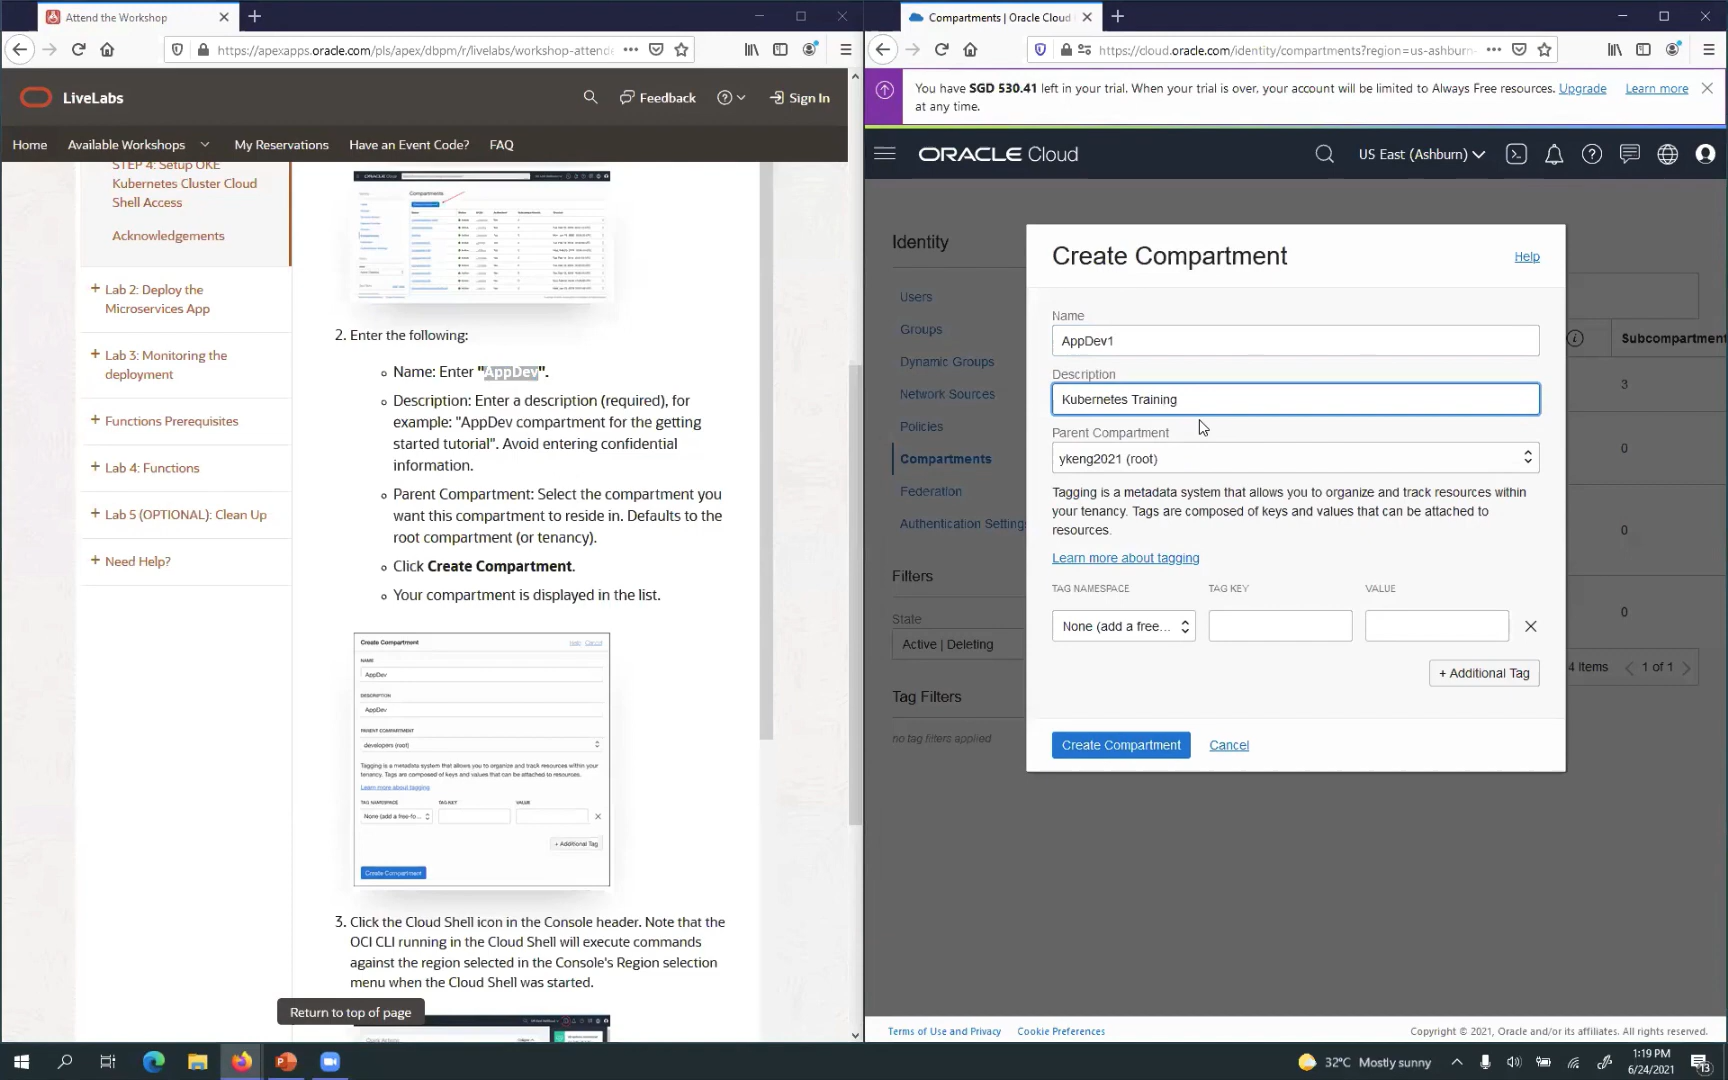 Attend the Workshop
https://apexapps.oracle.com/pls/apex/dbpm/r/livelabs/workshop-attend
LiveLabs
Feedback
Sign In
Home
Available Workshops
My Reservations
Have an Event Code?
FAQ
STEP 4: Setup OKE
Kubernetes Cluster Cloud
Shell Access
Acknowledgements
+ Lab 2: Deploy the
Microservices App
+ Lab 3: Monitoring the
deployment
+ Functions Prerequisites
+ Lab 4: Functions
+ Lab 5 (OPTIONAL): Clean Up
+ Need Help?
Compartments
2. Enter the following:
Name: Enter "AppDev".
Description: Enter a description (required), for
example: "AppDev compartment for the getting
started tutorial". Avoid entering confidential
information.
Parent Compartment: Select the compartment you
want this compartment to reside in. Defaults to the
root compartment (or tenancy).
Click Create Compartment.
Your compartment is displayed in the list.
Create Compartment
Help Cancel
NAME
AppDev
DESCRIPTION
AppDev
PARENT COMPARTMENT
developers (root)
Tagging is a metadata system that allows you to organize and track resources within
your tenancy. Tags are composed of keys and values that can be attached to
resources.
Learn more about tagging
TAG NAMESPACE
TAG KEY
VALUE
None (add a free-fo...
+ Additional Tag
Create Compartment
3. Click the Cloud Shell icon in the Console header. Note that the
OCI CLI running in the Cloud Shell will execute commands
against the region selected in the Console's Region selection
menu when the Cloud Shell was started.
Return to top of page
Compartments | Oracle Cloud
https://cloud.oracle.com/identity/compartments?region=us-ashburn-
You have SGD 530.41 left in your trial. When your trial is over, your account will be limited to Always Free resources. Upgrade
Learn more
at any time.
ORACLE Cloud
US East (Ashburn)
Identity
Users
Groups
Dynamic Groups
Network Sources
Policies
Compartments
Federation
Authentication Settings
Filters
State
Active | Deleting
Tag Filters
no tag filters applied
Create Compartment
Help
Name
AppDev1
Description
Kubernetes Training
Parent Compartment
ykeng2021 (root)
Tagging is a metadata system that allows you to organize and track resources within
your tenancy. Tags are composed of keys and values that can be attached to
resources.
Learn more about tagging
TAG NAMESPACE
TAG KEY
VALUE
None (add a free...
+ Additional Tag
Create Compartment
Cancel
Subcompartment
3
0
0
0
4 Items
1 of 1
Terms of Use and Privacy
Cookie Preferences
Copyright © 2021, Oracle and/or its affiliates. All rights reserved.
32°C Mostly sunny
1:19 PM
6/24/2021
13